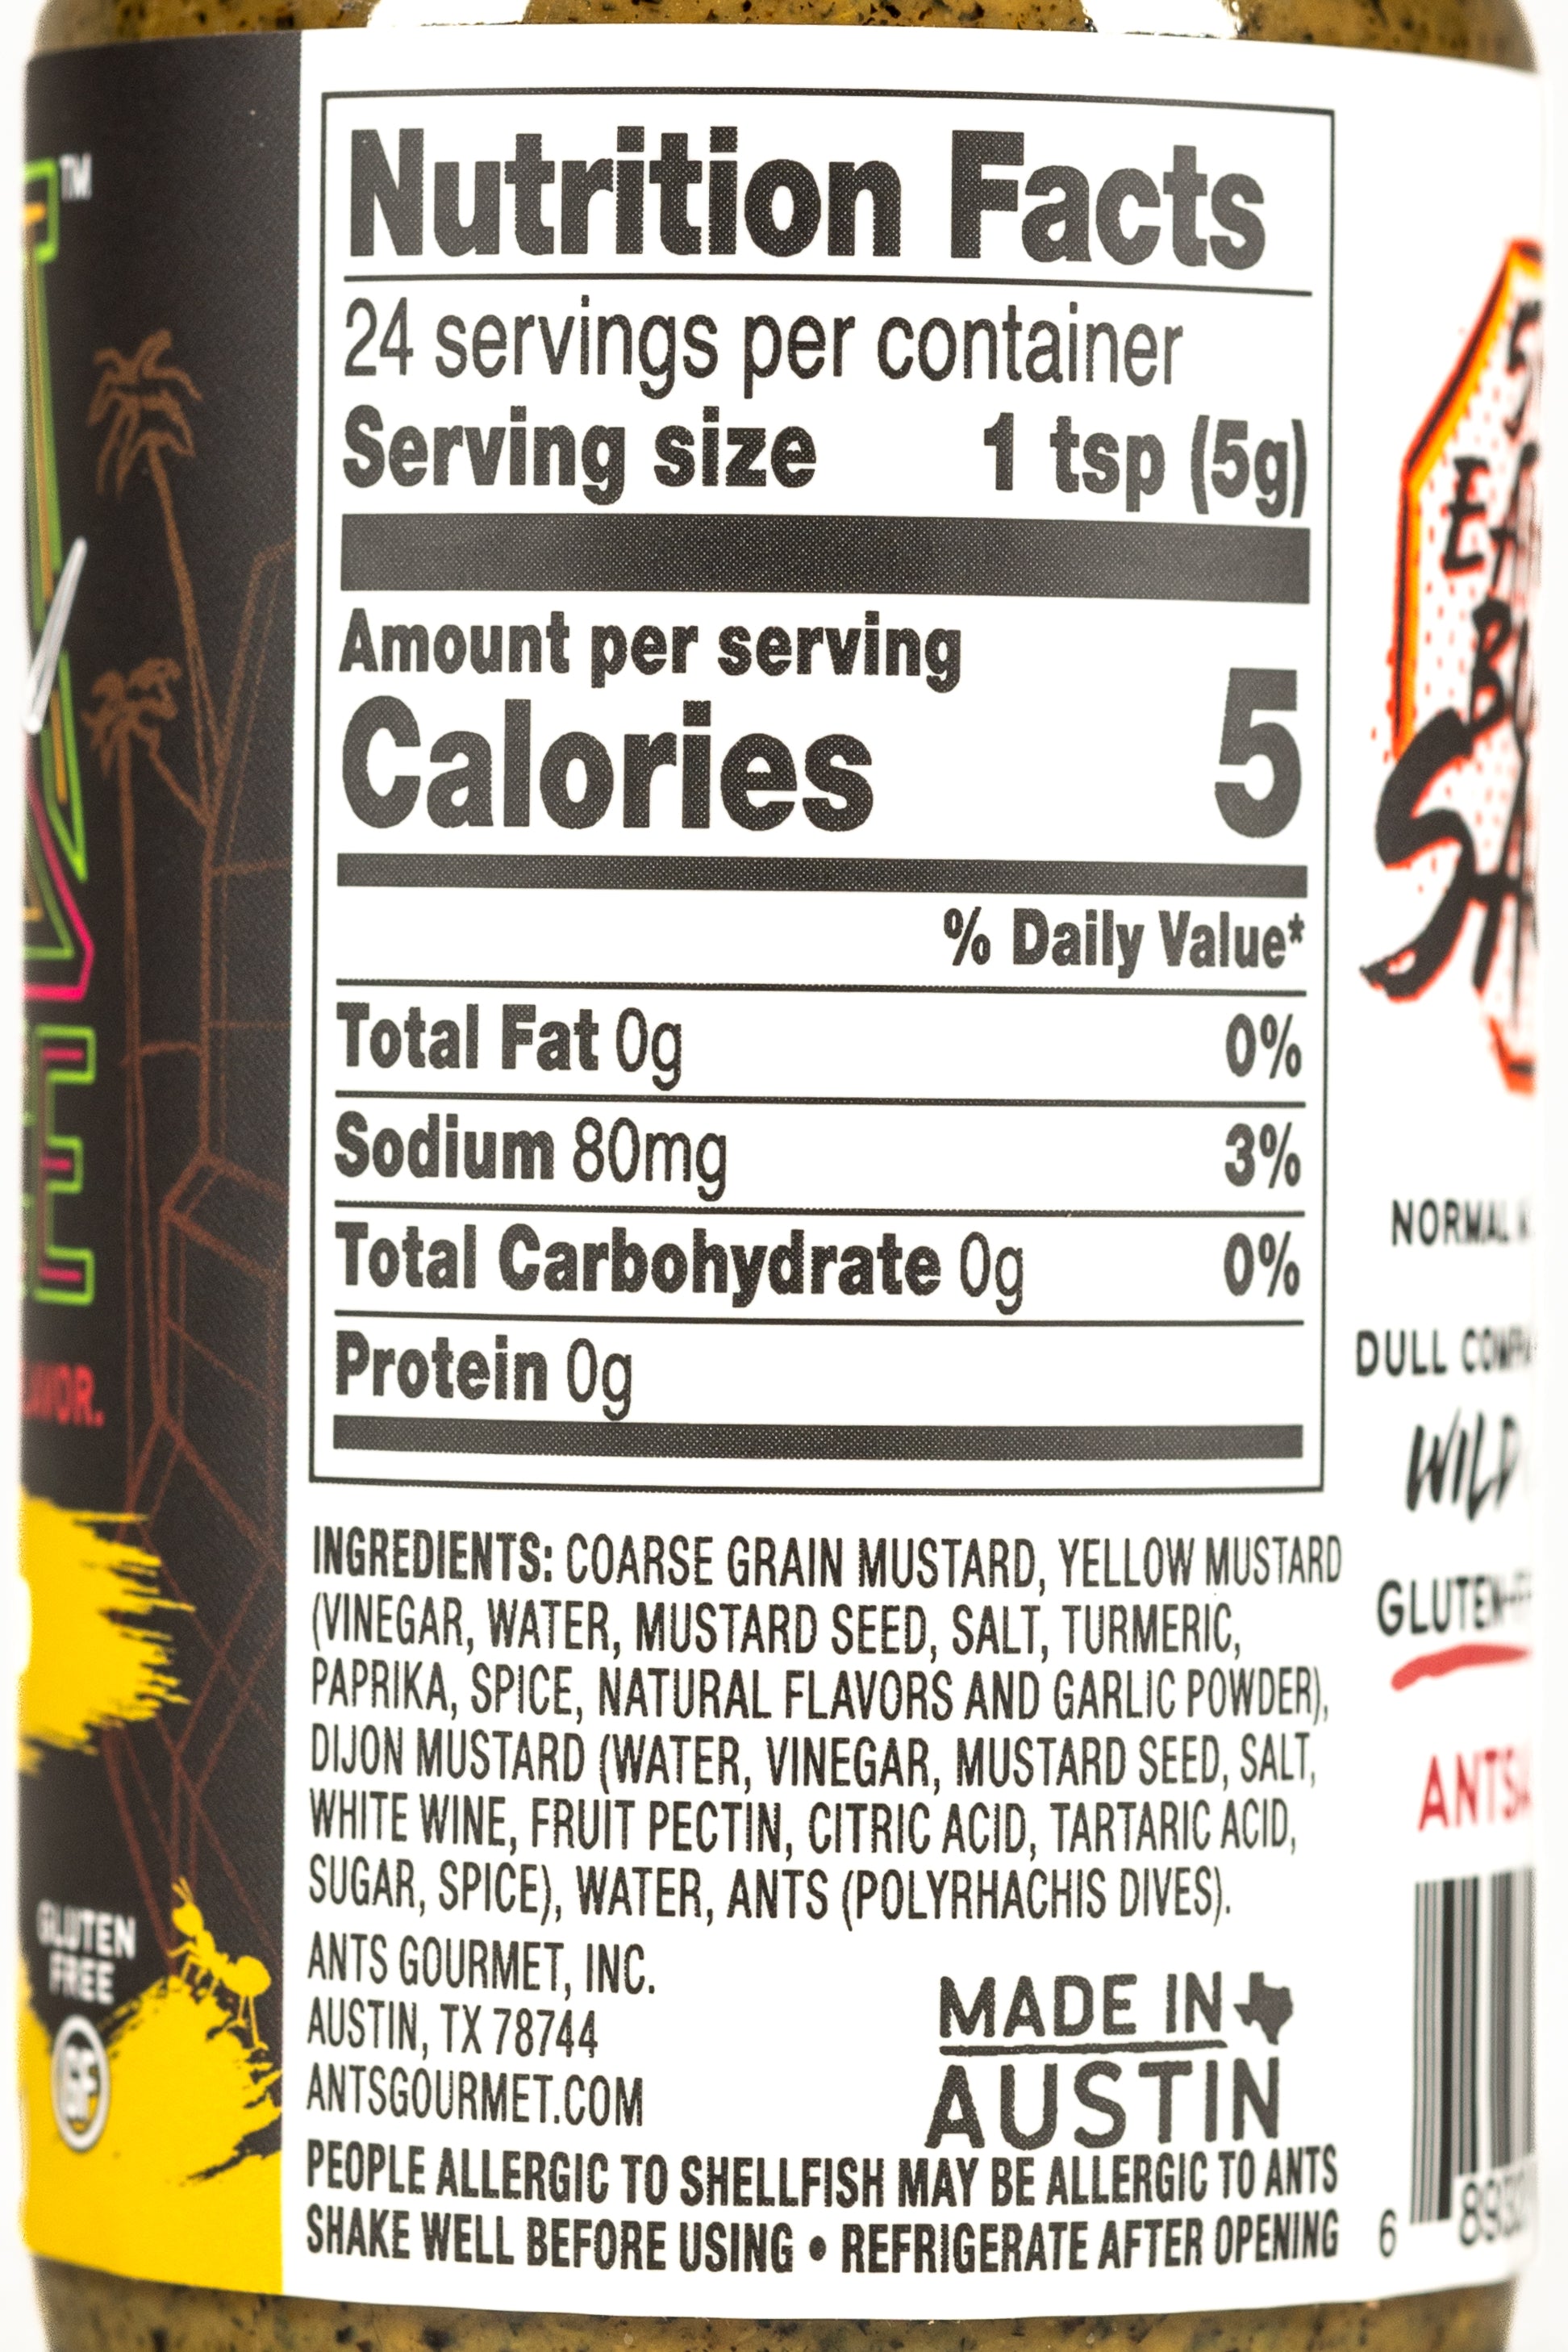 TM
Nutrition Facts
24 servings per container
Serving size 1 tsp (5g)
Amount per serving
Calories 5
% Daily Value*
Total Fat 0g 0%
Sodium 80mg 3%
Total Carbohydrate 0g 0%
Protein 0g
INGREDIENTS: COARSE GRAIN MUSTARD, YELLOW MUSTARD
(VINEGAR, WATER, MUSTARD SEED, SALT, TURMERIC,
PAPRIKA, SPICE, NATURAL FLAVORS AND GARLIC POWDER),
DIJON MUSTARD (WATER, VINEGAR, MUSTARD SEED, SALT,
WHITE WINE, FRUIT PECTIN, CITRIC ACID, TARTARIC ACID,
SUGAR, SPICE), WATER, ANTS (POLYRHACHIS DIVES).
ANTS GOURMET, INC.
AUSTIN, TX 78744
ANTSGOURMET.COM
MADE IN
AUSTIN
PEOPLE ALLERGIC TO SHELLFISH MAY BE ALLERGIC TO ANTS
SHAKE WELL BEFORE USING • REFRIGERATE AFTER OPENING
GLUTEN
FREE
GF
NORMAL
DULL
WILD
6